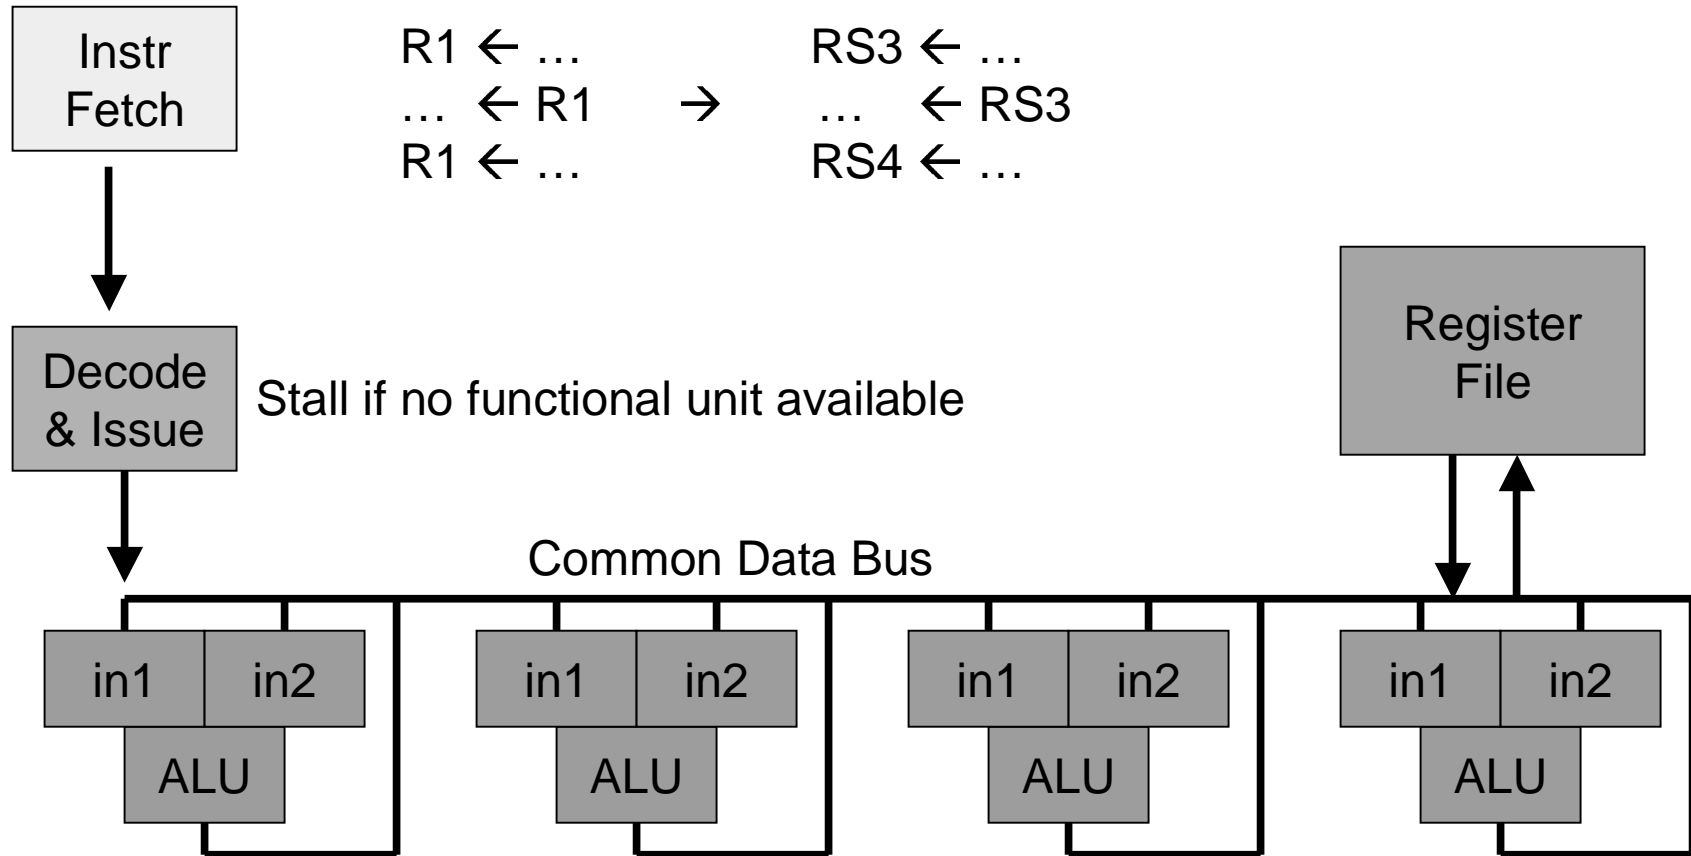 Instr
Fetch
R1 ← …
… ← R1 →
R1 ← …
RS3 ← …
… ← RS3
RS4 ← …
Decode
& Issue
Stall if no functional unit available
Register
File
Common Data Bus
in1 in2 in1 in2 in1 in2 in1 in2
ALU ALU ALU ALU